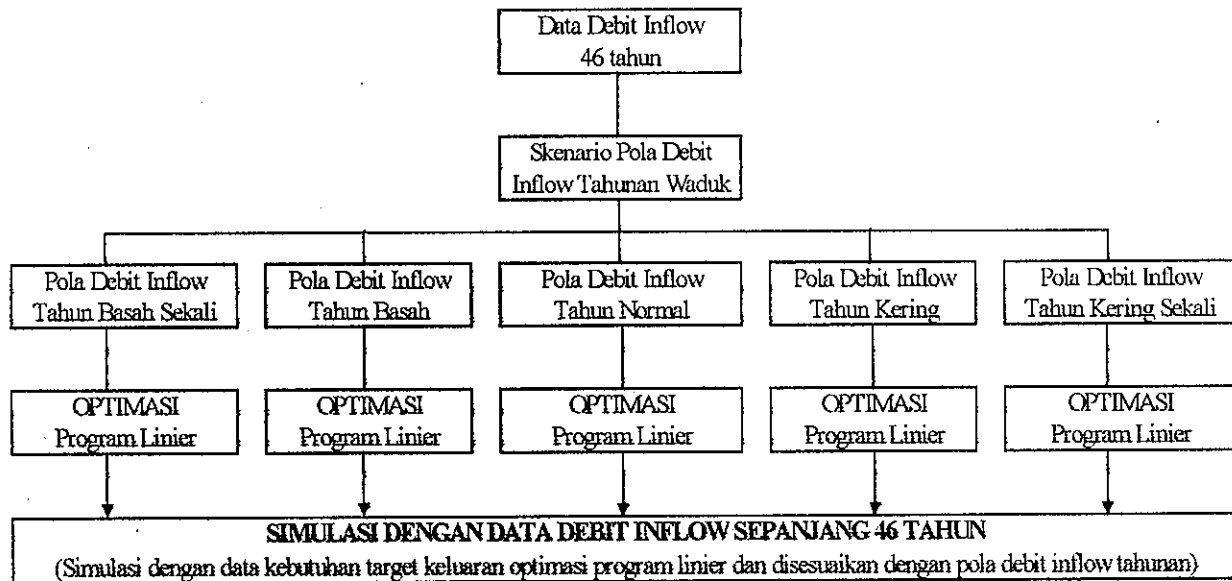 Data Debit Inflow
46 tahun
Skenario Pola Debit
Inflow Tahunan Waduk
Pola Debit Inflow
Tahun Basah Sekali
Pola Debit Inflow
Tahun Basah
Pola Debit Inflow
Tahun Normal
Pola Debit Inflow
Tahun Kering
Pola Debit Inflow
Tahun Kering Sekali
OPTIMASI
Program Linier
OPTIMASI
Program Linier
OPTIMASI
Program Linier
OPTIMASI
Program Linier
OPTIMASI
Program Linier
SIMULASI DENGAN DATA DEBIT INFLOW SEPANJANG 46 TAHUN
(Simulasi dengan data kebutuhan target keluaran optimasi program linier dan disesuaikan dengan pola debit inflow tahunan)